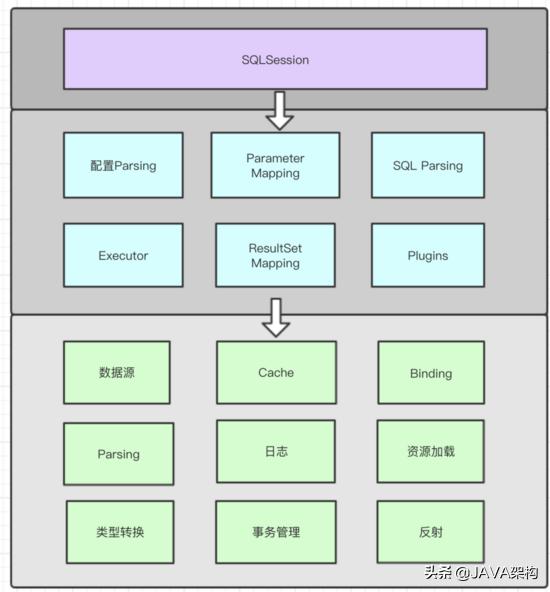 SQLSession
配置Parsing
Parameter
Mapping
SQL Parsing
Executor
ResultSet
Mapping
Plugins
数据源
Cache
Binding
Parsing
日志
资源加载
类型转换
事务管理
反射
头条 @JAVA架构